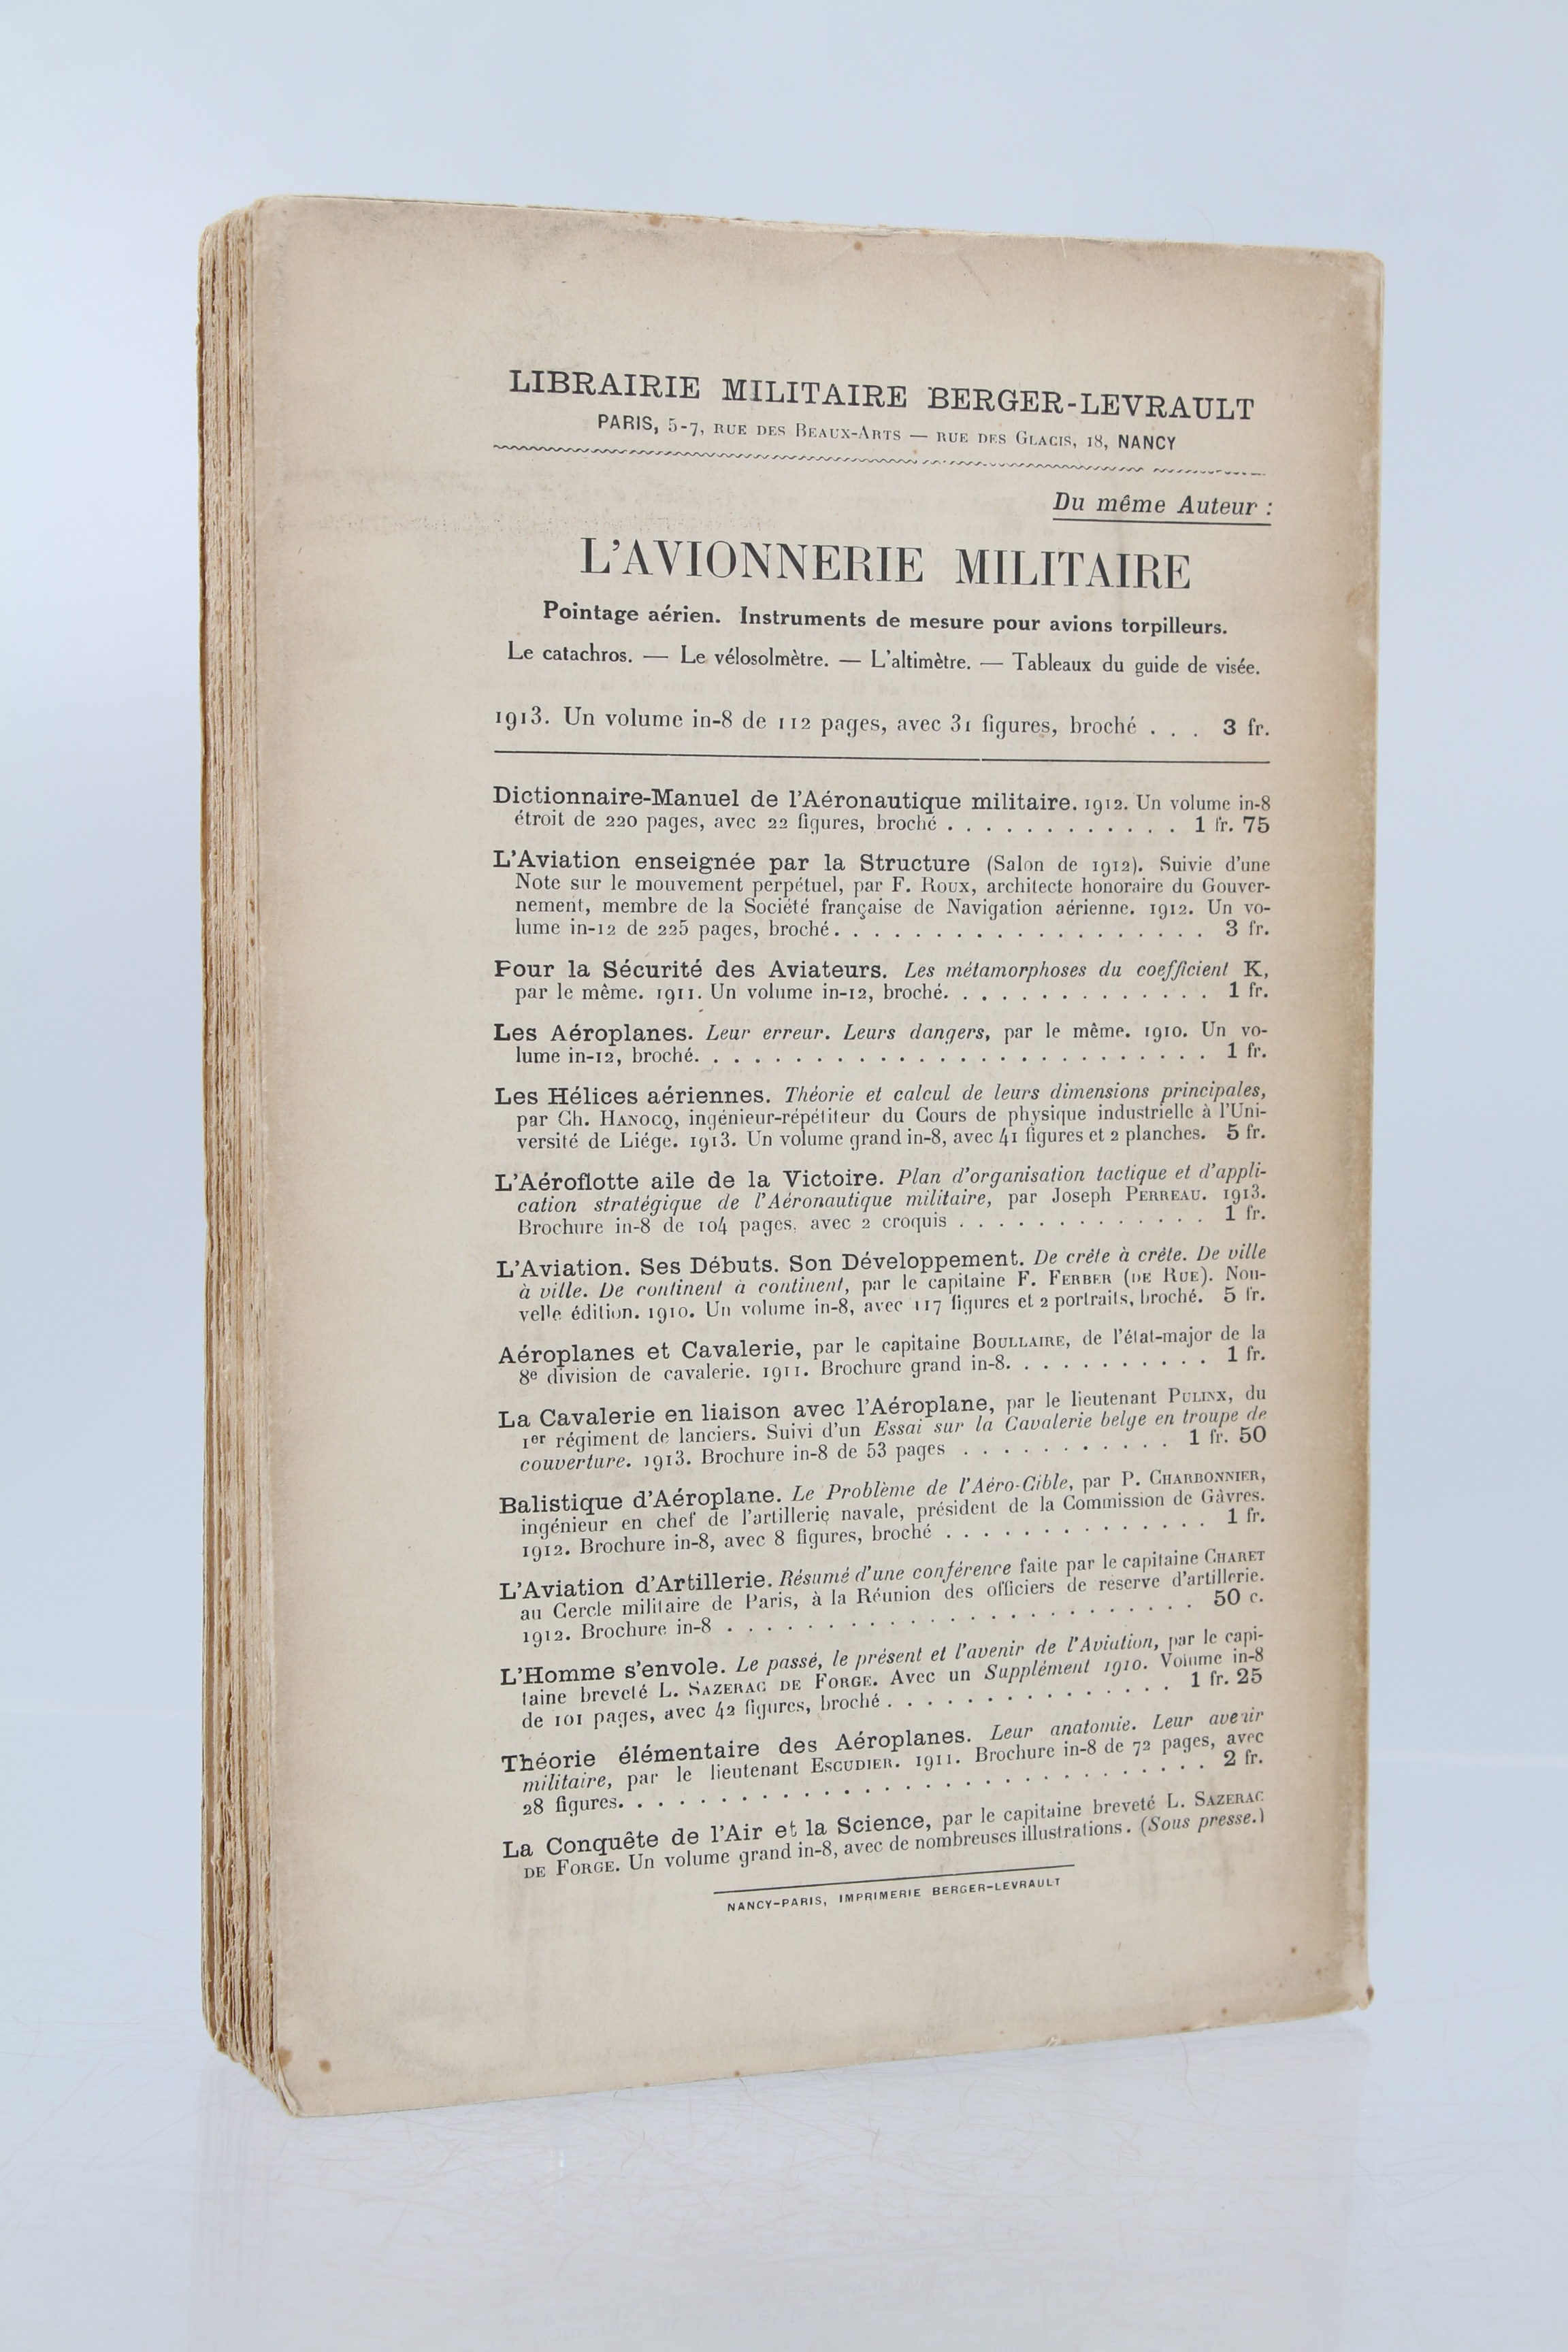 LIBRAIRIE MILITAIRE BERGER-LEVRAULT
PARIS, 5-7, RUE DES BEAUX-ARTS — RUE DES GLACIS, 18, NANCY
Du même Auteur :
L'AVIONNERIE MILITAIRE
Pointage aérien. Instruments de mesure pour avions torpilleurs.
Le catachros. — Le vélosolmètre. — L'altimètre. — Tableaux du guide de visée.
1913. Un volume in-8 de 112 pages, avec 31 figures, broché . . . 3 fr.
Dictionnaire-Manuel de l'Aéronautique militaire. 1912. Un volume in-8
étroit de 220 pages, avec 22 figures, broché . . . . . . . . . . . . 1 fr. 75
L'Aviation enseignée par la Structure (Salon de 1912). Suivie d'une
Note sur le mouvement perpétuel, par F. ROUX, architecte honoraire du Gouver-
nement, membre de la Société française de Navigation aérienne. 1912. Un vo-
lume in-12 de 225 pages, broché. . . . . . . . . . . . . . . . . . . 3 fr.
Pour la Sécurité des Aviateurs. Les métamorphoses du coefficient K,
par le même. 1911. Un volume in-12, broché. . . . . . . . . . . . . . 1 fr.
Les Aéroplanes. Leur erreur. Leurs dangers, par le même. 1910. Un vo-
lume in-12, broché. . . . . . . . . . . . . . . . . . . . . . . . . . 1 fr.
Les Hélices aériennes. Théorie et calcul de leurs dimensions principales,
par Ch. HANOCQ, ingénieur-répétiteur du Cours de physique industrielle à l'Uni-
versité de Liége. 1913. Un volume grand in-8, avec 41 figures et 2 planches. 5 fr.
L'Aéroflotte aile de la Victoire. Plan d'organisation tactique et d'appli-
cation stratégique de l'Aéronautique militaire, par Joseph PERREAU. 1913.
Brochure in-8 de 104 pages, avec 2 croquis . . . . . . . . . . . . . 1 fr.
L'Aviation. Ses Débuts. Son Développement. De crête à crête. De ville
à ville. De continent à continent, par le capitaine F. FERBER (DE RUE). Nou-
velle édition. 1910. Un volume in-8, avec 117 figures et 2 portraits, broché. 5 fr.
Aéroplanes et Cavalerie, par le capitaine BOULLAIRE, de l'état-major de la
8e division de cavalerie. 1911. Brochure grand in-8. . . . . . . . . . . 1 fr.
La Cavalerie en liaison avec l'Aéroplane, par le lieutenant PULINX, du
1er régiment de lanciers. Suivi d'un Essai sur la Cavalerie belge en troupe de
couverture. 1913. Brochure in-8 de 53 pages . . . . . . . . . . . 1 fr. 50
Balistique d'Aéroplane. Le Problème de l'Aéro-Cible, par P. CHARBONNIER,
ingénieur en chef de l'artillerie navale, président de la Commission de Gâvres.
1912. Brochure in-8, avec 8 figures, broché . . . . . . . . . . . . . . 1 fr.
L'Aviation d'Artillerie. Résumé d'une conférence faite par le capitaine CHARET
au Cercle militaire de Paris, à la Réunion des officiers de réserve d'artillerie.
1912. Brochure in-8 . . . . . . . . . . . . . . . . . . . . . . . . 50 c.
L'Homme s'envole. Le passé, le présent et l'avenir de l'Aviation, par le capi-
taine breveté L. SAZERAC DE FORGE. Avec un Supplément 1910. Volume in-8
de 101 pages, avec 42 figures, broché . . . . . . . . . . . . . . . 1 fr. 25
Théorie élémentaire des Aéroplanes. Leur anatomie. Leur avenir
militaire, par le lieutenant ESCUDIER. 1911. Brochure in-8 de 72 pages, avec
28 figures. . . . . . . . . . . . . . . . . . . . . . . . . . . . . 2 fr.
La Conquête de l'Air et la Science, par le capitaine breveté L. SAZERAC
DE FORGE. Un volume grand in-8, avec de nombreuses illustrations. (Sous presse.)
NANCY-PARIS, IMPRIMERIE BERGER-LEVRAULT